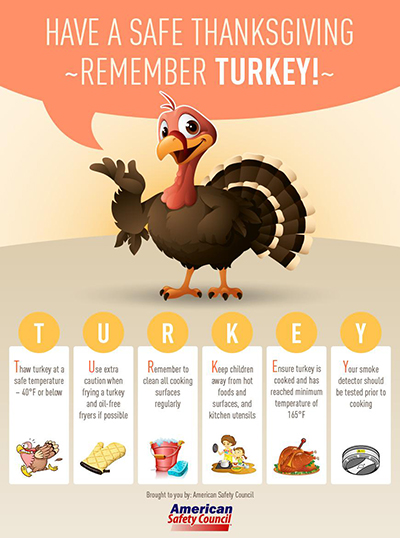 HAVE A SAFE THANKSGIVING
~REMEMBER TURKEY!~
T
U
R
K
E
Y
Thaw turkey at a
safe temperature
– 40°F or below
Use extra
caution when
frying a turkey
and oil-free
fryers if possible
Remember to
clean all cooking
surfaces
regularly
Keep children
away from hot
foods and
surfaces, and
kitchen utensils
Ensure turkey is
cooked and has
reached minimum
temperature of
165°F
Your smoke
detector should
be tested prior to
cooking
Brought to you by: American Safety Council
American
Safety Council